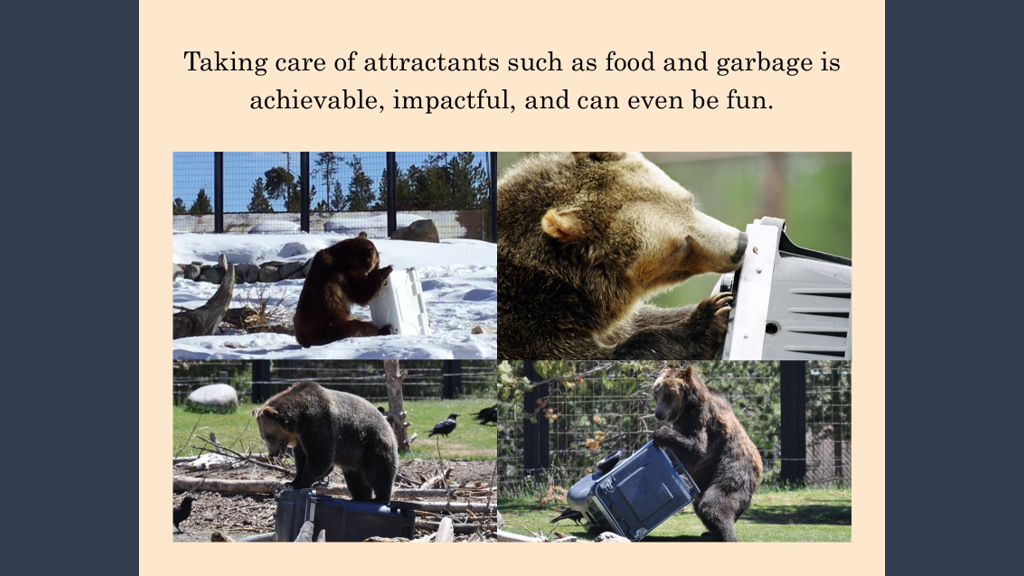 Taking care of attractants such as food and garbage is
achievable, impactful, and can even be fun.